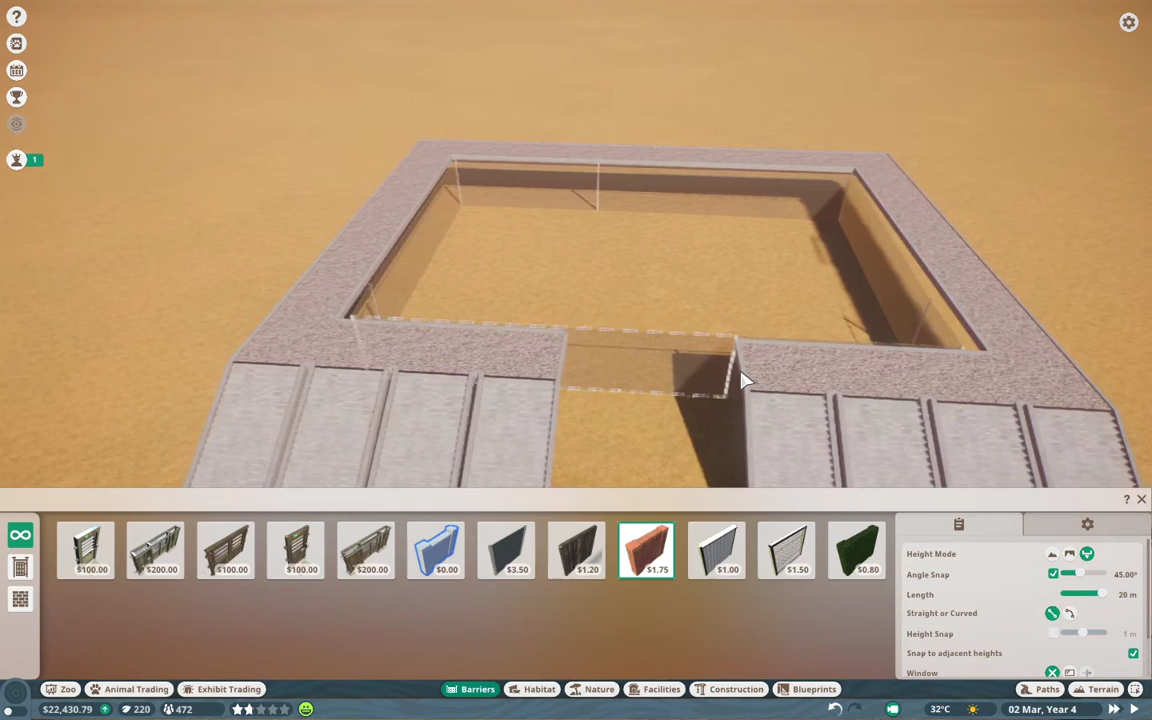 ?
1
? ×
$100.00 $200.00 $100.00 $100.00 $200.00 $0.00 $3.50 $1.20 $1.75 $1.00 $1.50 $0.80
Height Mode
Angle Snap 45.00°
Length 20 m
Straight or Curved
Height Snap 1 m
Snap to adjacent heights
Window
Zoo Animal Trading Exhibit Trading Barriers Habitat Nature Facilities Construction Blueprints Paths Terrain
$22,430.79 220 472 32°C 02 Mar, Year 4